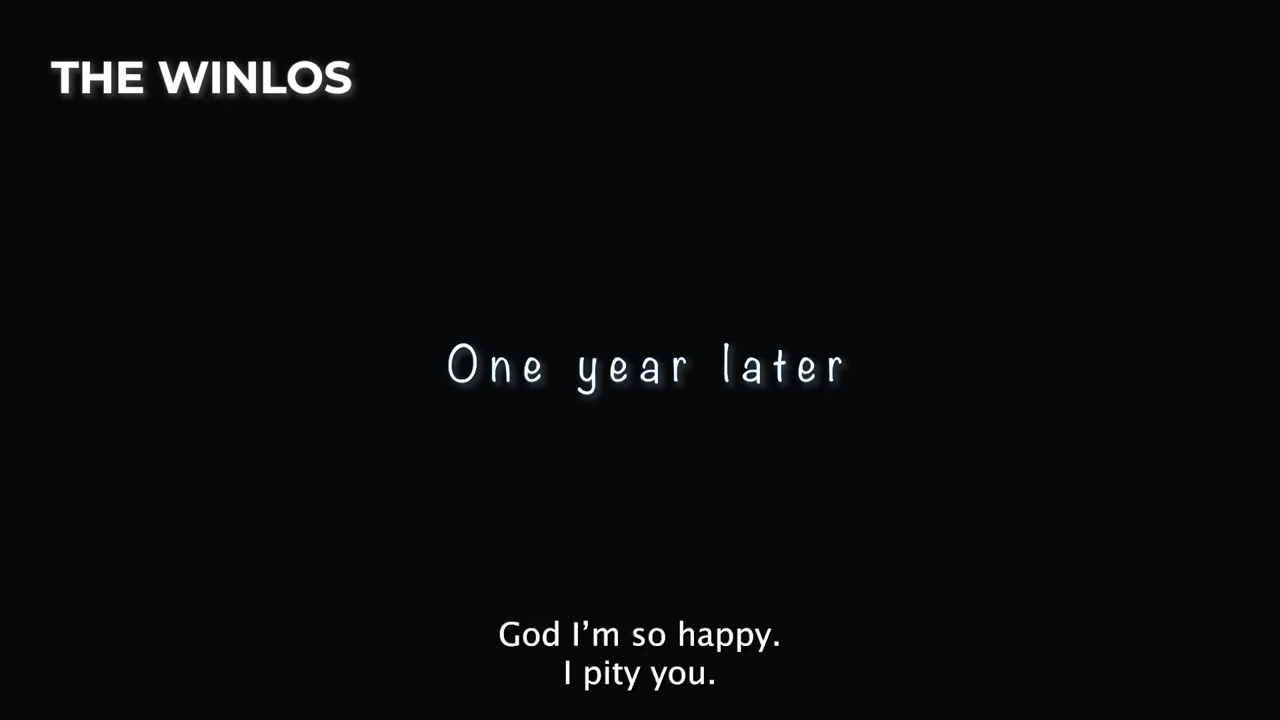 THE WINLOS
One year later
God I’m so happy.
I pity you.